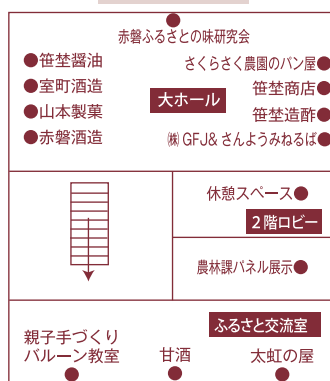 赤磐ふるさとの味研究会
笹埜醤油
さくらさく農園のパン屋
室町酒造
笹埜商店
山本製菓
大ホール
笹埜造酢
赤磐酒造
㈱ GFJ& さんようみねるば
休憩スペース
2階ロビー
農林課パネル展示
ふるさと交流室
親子手づくり
バルーン教室
甘酒
太虹の屋